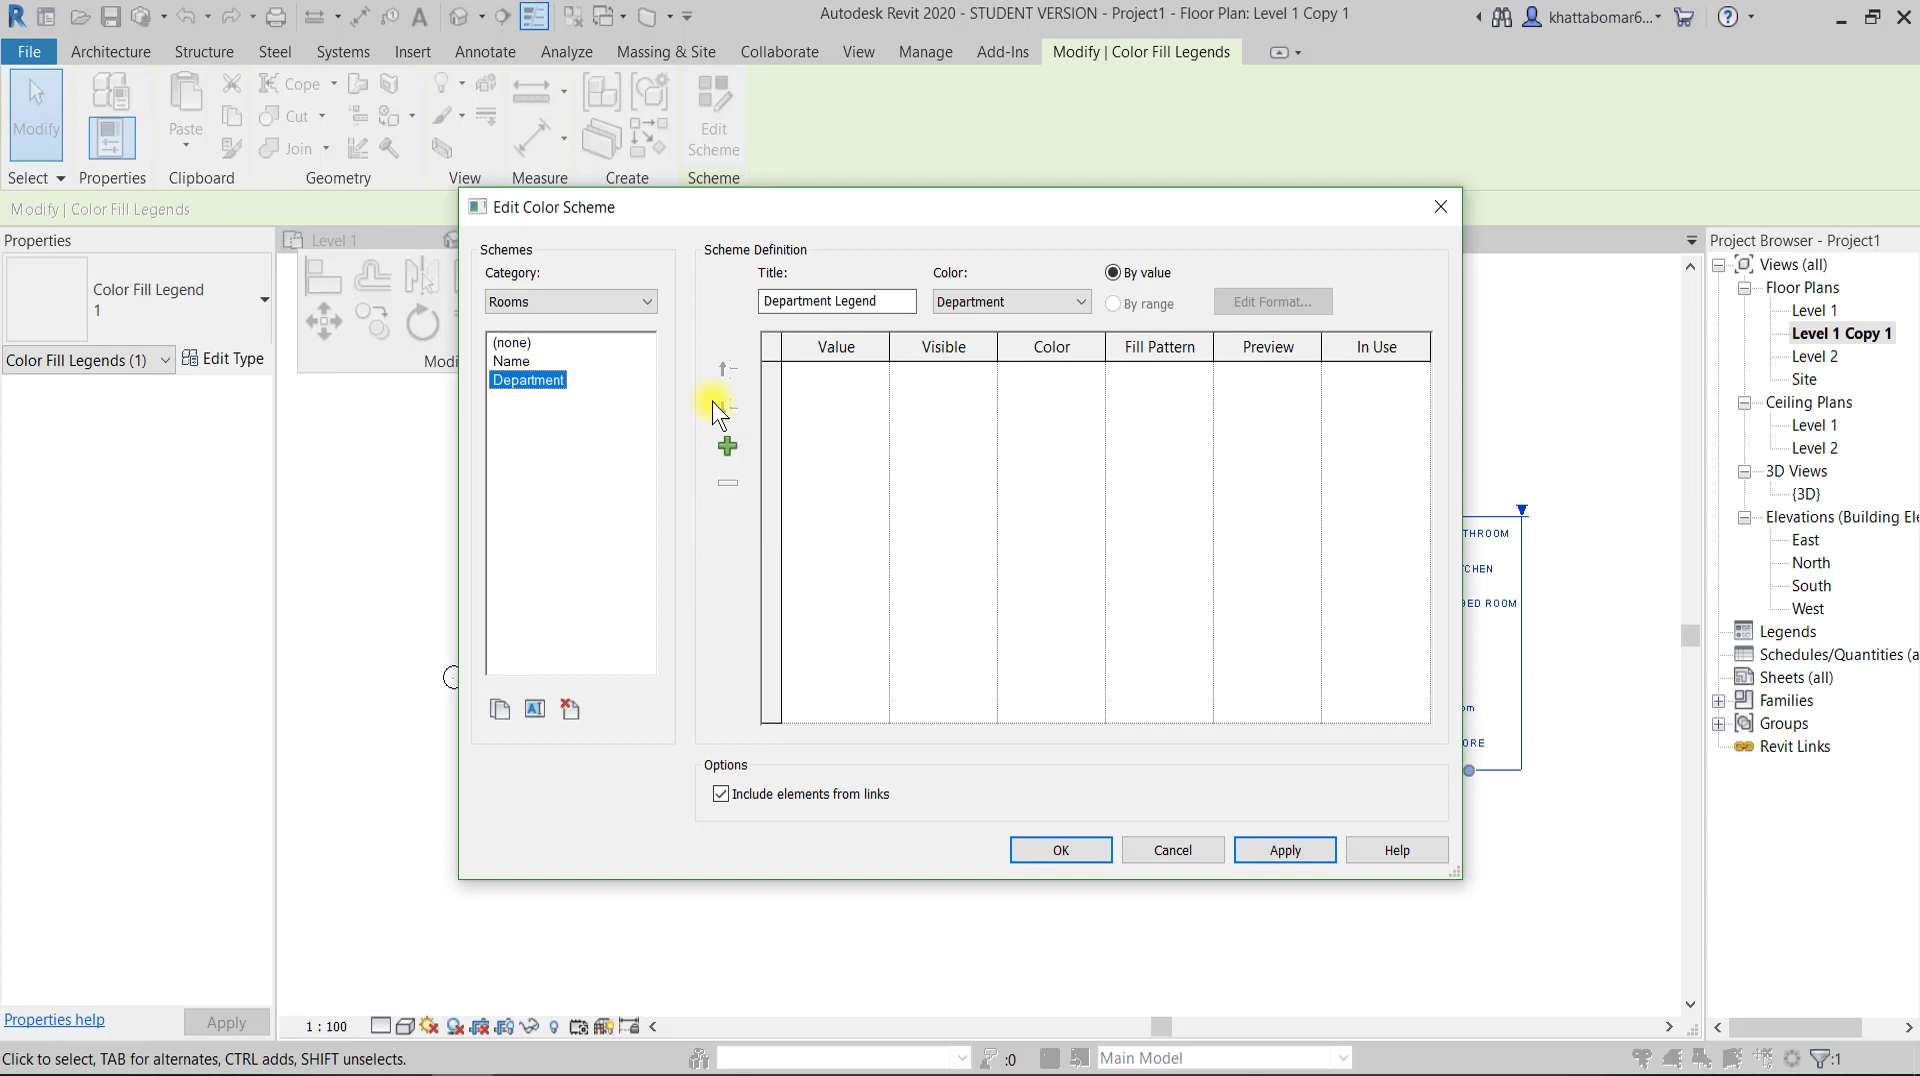 Autodesk Revit 2020 - STUDENT VERSION - Project1 - Floor Plan: Level 1 Copy 1
khattabomar6...
File Architecture Structure Steel Systems Insert Annotate Analyze Massing & Site Collaborate View Manage Add-Ins Modify | Color Fill Legends
Modify
Paste
Cope
Cut
Join
Edit
Scheme
Select Properties Clipboard Geometry View Measure Create Scheme
Modify | Color Fill Legends
Properties
Color Fill Legend
1
Color Fill Legends (1)
Edit Type
Properties help
Apply
Level 1
Modi
Edit Color Scheme
Schemes
Category:
Rooms
(none)
Name
Department
Scheme Definition
Title:
Department Legend
Color:
Department
By value
By range
Edit Format...
Value Visible Color Fill Pattern Preview In Use
Options
Include elements from links
OK Cancel Apply Help
THROOM
TCHEN
BED ROOM
om
ORE
Project Browser - Project1
Views (all)
Floor Plans
Level 1
Level 1 Copy 1
Level 2
Site
Ceiling Plans
Level 1
Level 2
3D Views
{3D}
Elevations (Building Ele
East
North
South
West
Legends
Schedules/Quantities (a
Sheets (all)
Families
Groups
Revit Links
1 : 100
Click to select, TAB for alternates, CTRL adds, SHIFT unselects.
:0
Main Model
:1